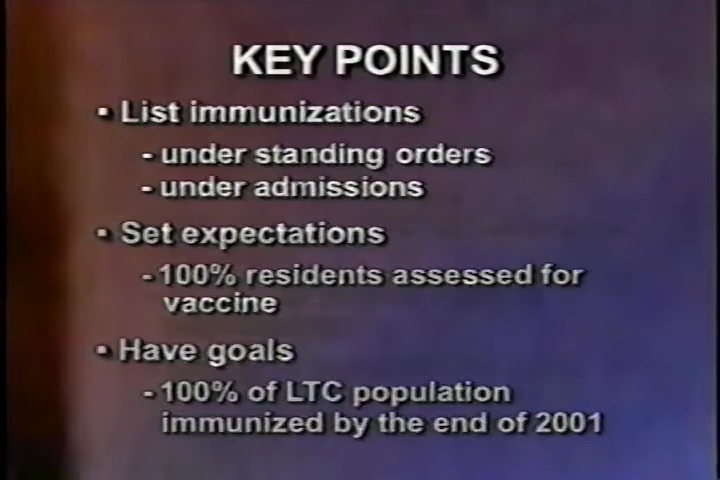 KEY POINTS
▪ List immunizations
- under standing orders
- under admissions
▪ Set expectations
- 100% residents assessed for
vaccine
▪ Have goals
- 100% of LTC population
immunized by the end of 2001